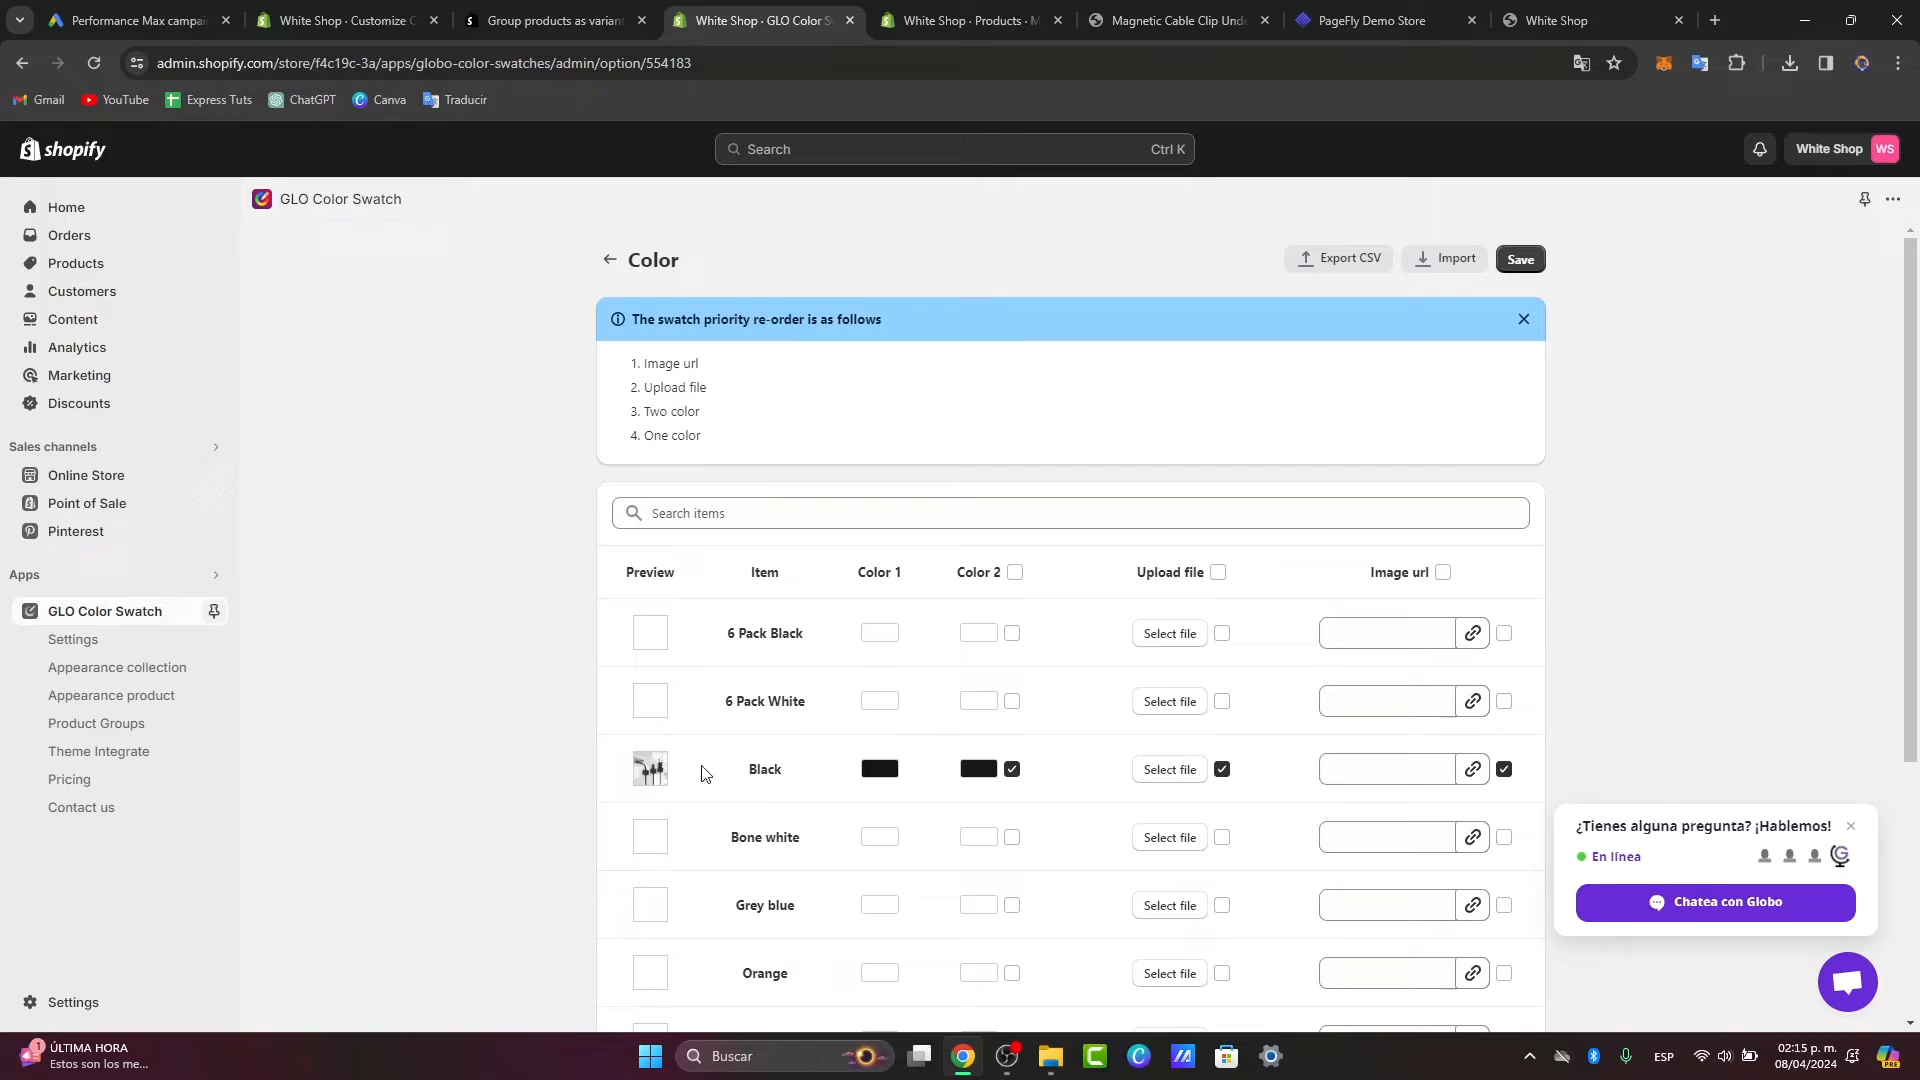 Performance Max campai
White Shop · Customize C
Group products as variant
White Shop · GLO Color S
White Shop · Products · M
Magnetic Cable Clip Unde
PageFly Demo Store
White Shop
admin.shopify.com/store/f4c19c-3a/apps/globo-color-swatches/admin/option/554183
Gmail
YouTube
Express Tuts
ChatGPT
Canva
Traducir
shopify
Search
Ctrl K
White Shop
WS
Home
Orders
Products
Customers
Content
Analytics
Marketing
Discounts
Sales channels
Online Store
Point of Sale
Pinterest
Apps
GLO Color Swatch
Settings
Appearance collection
Appearance product
Product Groups
Theme Integrate
Pricing
Contact us
Settings
GLO Color Swatch
Color
Export CSV
Import
Save
The swatch priority re-order is as follows
1. Image url
2. Upload file
3. Two color
4. One color
Search items
Preview Item Color 1 Color 2 Upload file Image url
6 Pack Black Select file
6 Pack White Select file
Black Select file
Bone white Select file
Grey blue Select file
Orange Select file
¿Tienes alguna pregunta? ¡Hablemos!
En línea
Chatea con Globo
1
ÚLTIMA HORA
Estos son los me...
Buscar
ESP
02:15 p. m.
08/04/2024
PRE